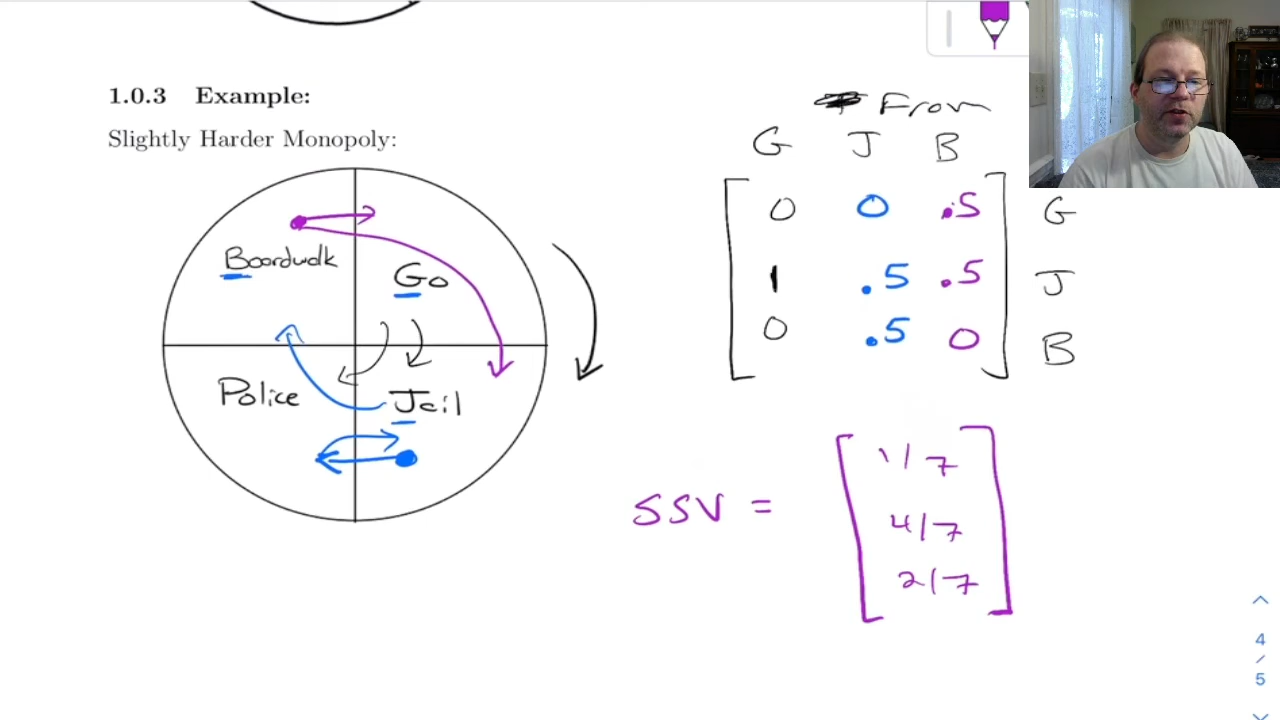 1.0.3 Example:
Slightly Harder Monopoly:
Boardwalk
Go
Police
Jail
From
G J B
0 0 .5 G
1 .5 .5 J
0 .5 0 B
SSV =
1/7
4/7
2/7
4
/
5